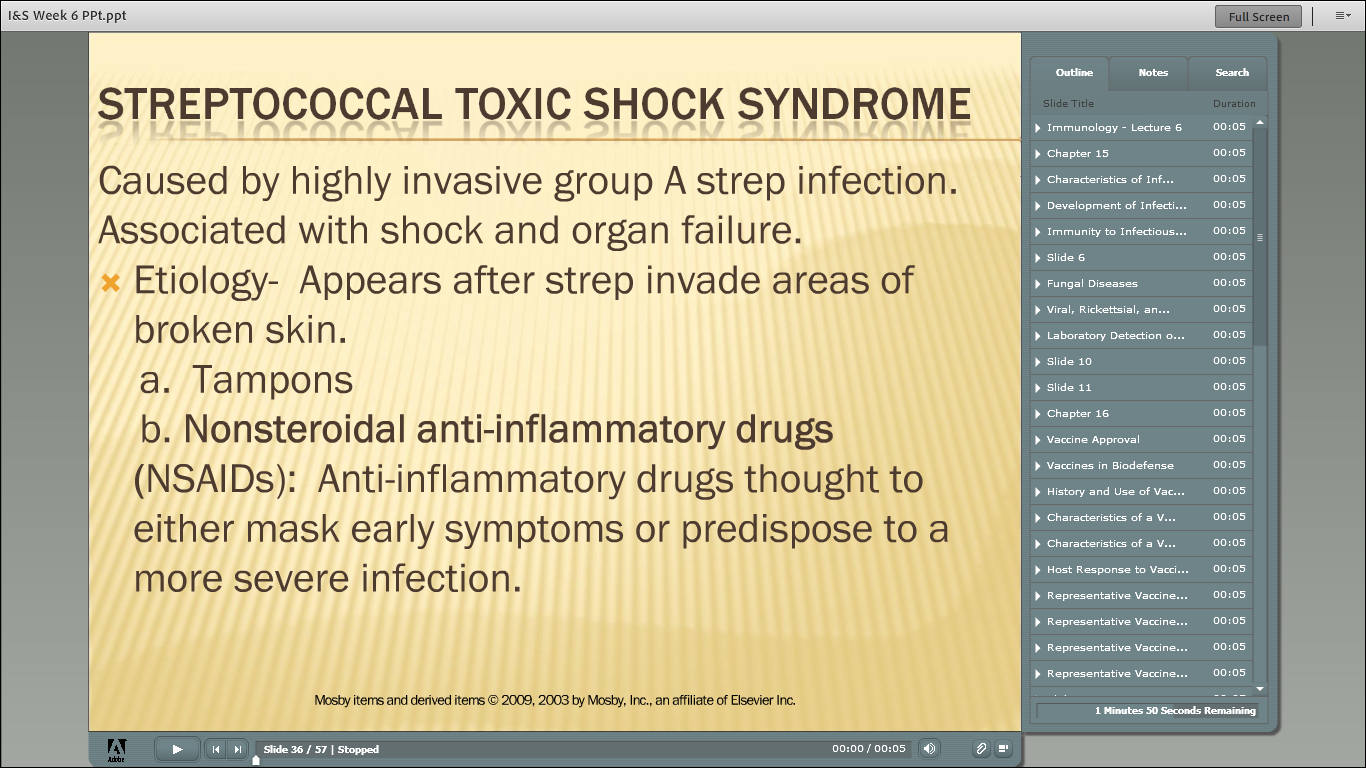 I&S Week 6 PPt.ppt
Full Screen
STREPTOCOCCAL TOXIC SHOCK SYNDROME
Caused by highly invasive group A strep infection.
Associated with shock and organ failure.
Etiology-  Appears after strep invade areas of
broken skin.
a.  Tampons
b. Nonsteroidal anti-inflammatory drugs
(NSAIDs):  Anti-inflammatory drugs thought to
either mask early symptoms or predispose to a
more severe infection.
Mosby items and derived items © 2009, 2003 by Mosby, Inc., an affiliate of Elsevier Inc.
Adobe
Slide 36 / 57 | Stopped
00:00 / 00:05
Outline Notes Search
Slide Title Duration
Immunology - Lecture 6 00:05
Chapter 15 00:05
Characteristics of Inf... 00:05
Development of Infecti... 00:05
Immunity to Infectious... 00:05
Slide 6 00:05
Fungal Diseases 00:05
Viral, Rickettsial, an... 00:05
Laboratory Detection o... 00:05
Slide 10 00:05
Slide 11 00:05
Chapter 16 00:05
Vaccine Approval 00:05
Vaccines in Biodefense 00:05
History and Use of Vac... 00:05
Characteristics of a V... 00:05
Characteristics of a V... 00:05
Host Response to Vacci... 00:05
Representative Vaccine... 00:05
Representative Vaccine... 00:05
Representative Vaccine... 00:05
Representative Vaccine... 00:05
1 Minutes 50 Seconds Remaining